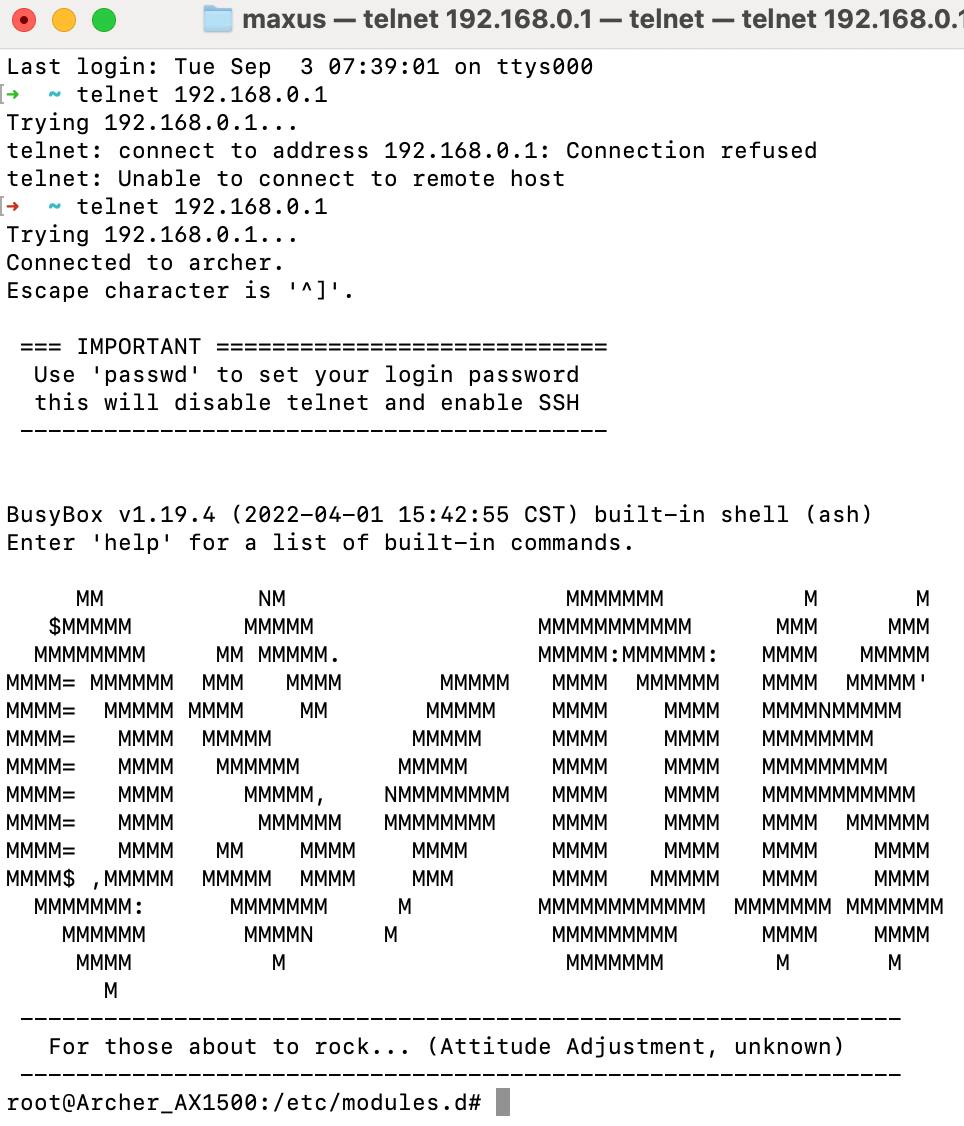 maxus — telnet 192.168.0.1 — telnet — telnet 192.168.0.1
Last login: Tue Sep  3 07:39:01 on ttys000
[➜  ~ telnet 192.168.0.1
Trying 192.168.0.1...
telnet: connect to address 192.168.0.1: Connection refused
telnet: Unable to connect to remote host
[➜  ~ telnet 192.168.0.1
Trying 192.168.0.1...
Connected to archer.
Escape character is '^]'.
 === IMPORTANT ============================
  Use 'passwd' to set your login password
  this will disable telnet and enable SSH
 ------------------------------------------
BusyBox v1.19.4 (2022-04-01 15:42:55 CST) built-in shell (ash)
Enter 'help' for a list of built-in commands.
     MM           NM                    MMMMMMM          M       M
   $MMMMM        MMMMM                MMMMMMMMMMM      MMM     MMM
  MMMMMMMM     MM MMMMM.              MMMMM:MMMMMM:   MMMM   MMMMM
MMMM= MMMMMM  MMM   MMMM       MMMMM   MMMM  MMMMMM   MMMM  MMMMM'
MMMM=  MMMMM MMMM    MM       MMMMM    MMMM    MMMM   MMMMNMMMMM
MMMM=   MMMM  MMMMM          MMMMM     MMMM    MMMM   MMMMMMMM
MMMM=   MMMM   MMMMMM       MMMMM      MMMM    MMMM   MMMMMMMMM
MMMM=   MMMM     MMMMM,    NMMMMMMMM   MMMM    MMMM   MMMMMMMMMMM
MMMM=   MMMM      MMMMMM   MMMMMMMM    MMMM    MMMM   MMMM  MMMMMM
MMMM=   MMMM   MM    MMMM    MMMM      MMMM    MMMM   MMMM    MMMM
MMMM$ ,MMMMM  MMMMM  MMMM    MMM       MMMM   MMMMM   MMMM    MMMM
  MMMMMMM:      MMMMMMM     M         MMMMMMMMMMMM  MMMMMMM MMMMMMM
    MMMMMM       MMMMN     M           MMMMMMMMM      MMMM    MMMM
     MMMM          M                    MMMMMMM        M       M
       M
 ---------------------------------------------------------------
   For those about to rock... (Attitude Adjustment, unknown)
 ---------------------------------------------------------------
root@Archer_AX1500:/etc/modules.d#